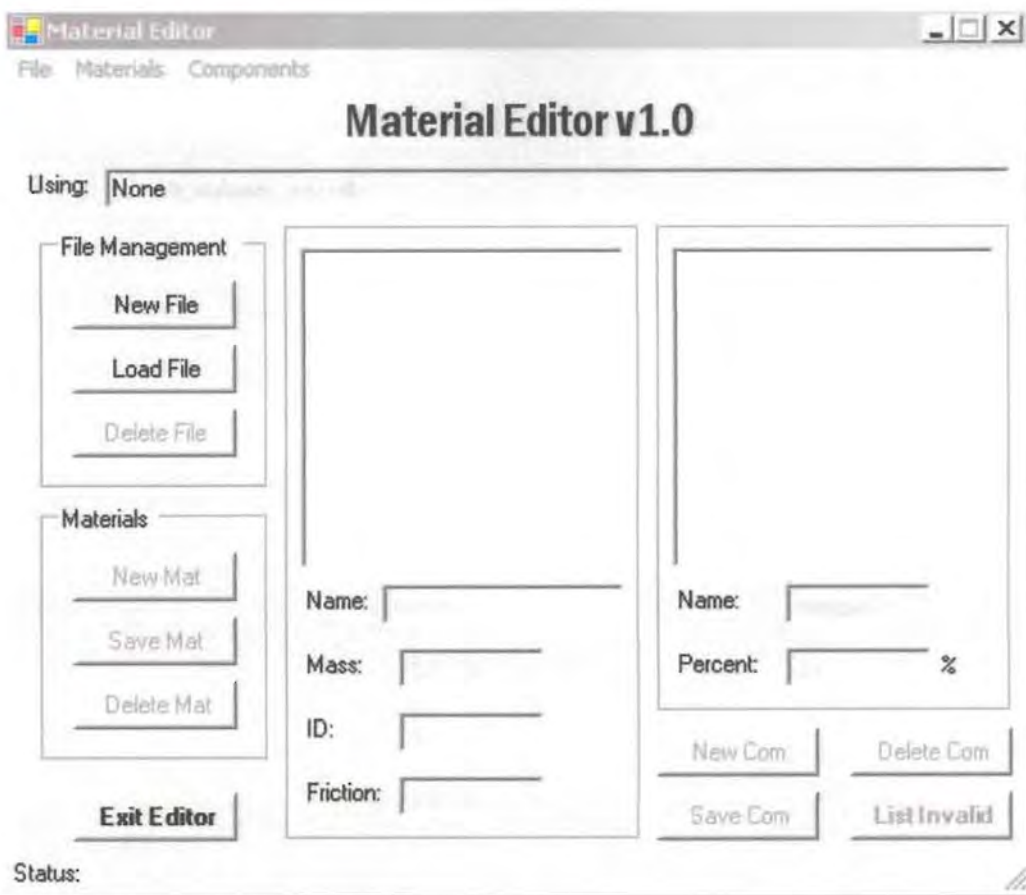 Material Editor
File Materials Components
Material Editor v1.0
Using: None
File Management
New File
Load File
Delete File
Materials
New Mat
Save Mat
Delete Mat
Exit Editor
Name:
Mass:
ID:
Friction:
Name:
Percent: %
New Com Delete Com
Save Com List Invalid
Status: